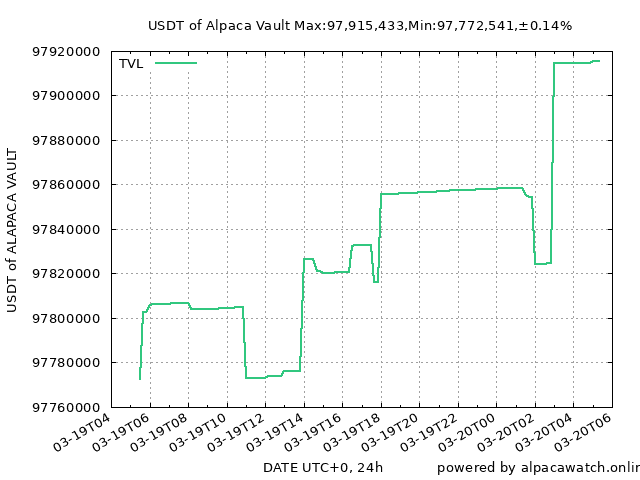 USDT of Alpaca Vault Max:97,915,433,Min:97,772,541,±0.14%
TVL
97920000
97900000
97880000
97860000
97840000
97820000
97800000
97780000
97760000
USDT of ALAPACA VAULT
03-19T04
03-19T06
03-19T08
03-19T10
03-19T12
03-19T14
03-19T16
03-19T18
03-19T20
03-19T22
03-20T00
03-20T02
03-20T04
03-20T06
DATE UTC+0, 24h
powered by alpacawatch.onlin